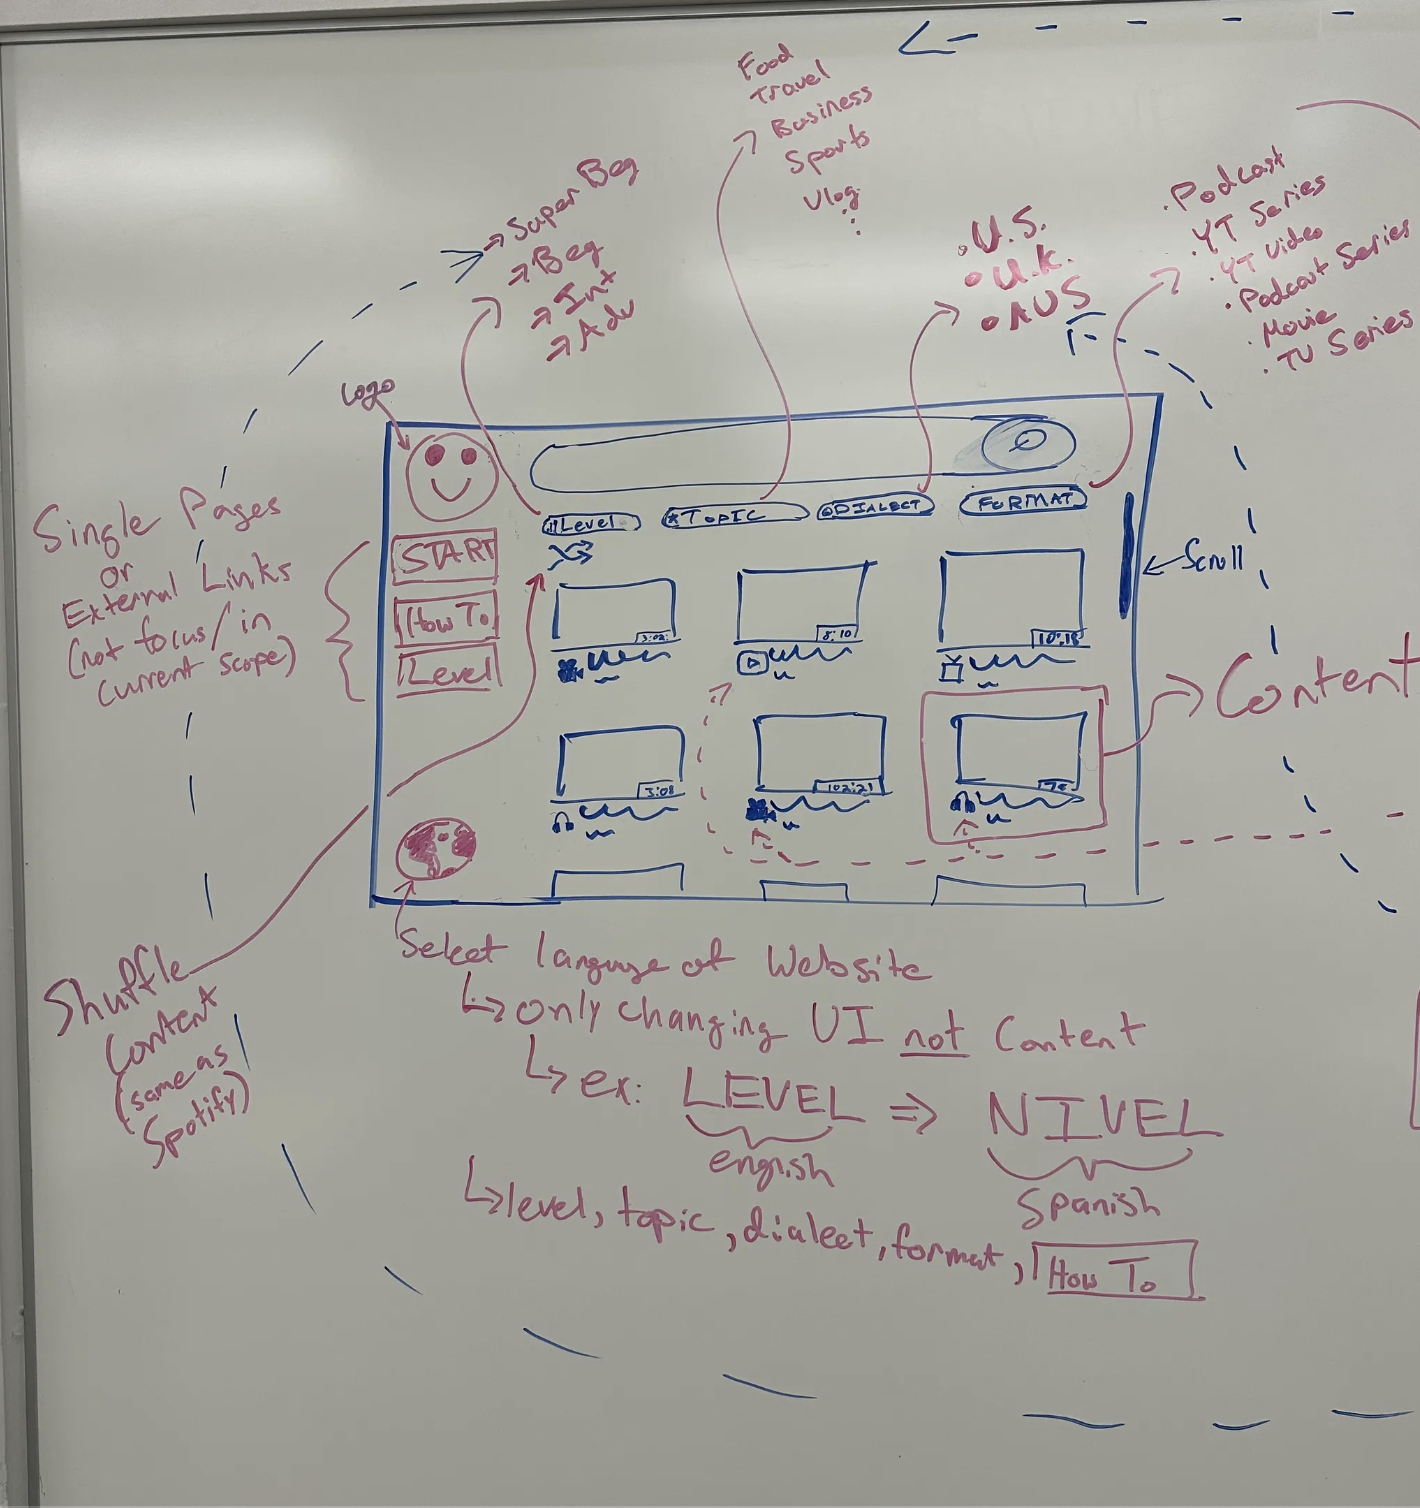 Food
Travel
Business
Sports
Vlog
⋮
→ Super Beg
→ Beg
→ Int
→ Adv
• U.S.
• U.K.
• AUS
• Podcast
• YT Series
• YT Video
• Podcast Series
• Movie
• TV Series
Logo
Level
TOPIC
DIALECT
FORMAT
START
How To
Level
Scroll
3:02
8:10
10:18
3:08
102:21
Single Pages
or
External Links
(not focus/in
current scope)
Content
Shuffle
Content
(same as
Spotify)
Select language of Website
↳ only changing UI not Content
↳ ex: LEVEL ⇒ NIVEL
english
Spanish
↳ level, topic, dialect, format, How To